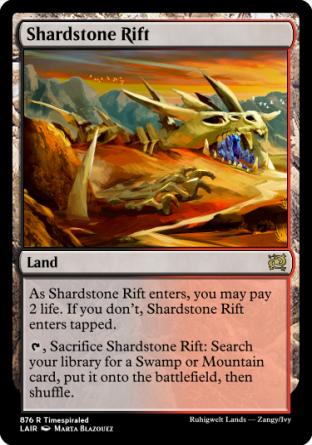 Shardstone Rift
Land
As Shardstone Rift enters, you may pay
2 life. If you don't, Shardstone Rift
enters tapped.
, Sacrifice Shardstone Rift: Search
your library for a Swamp or Mountain
card, put it onto the battlefield, then
shuffle.
876 R Timespiraled
Ruhigwelt Lands — Zangy/Ivy
LAIR Marta Blazouez